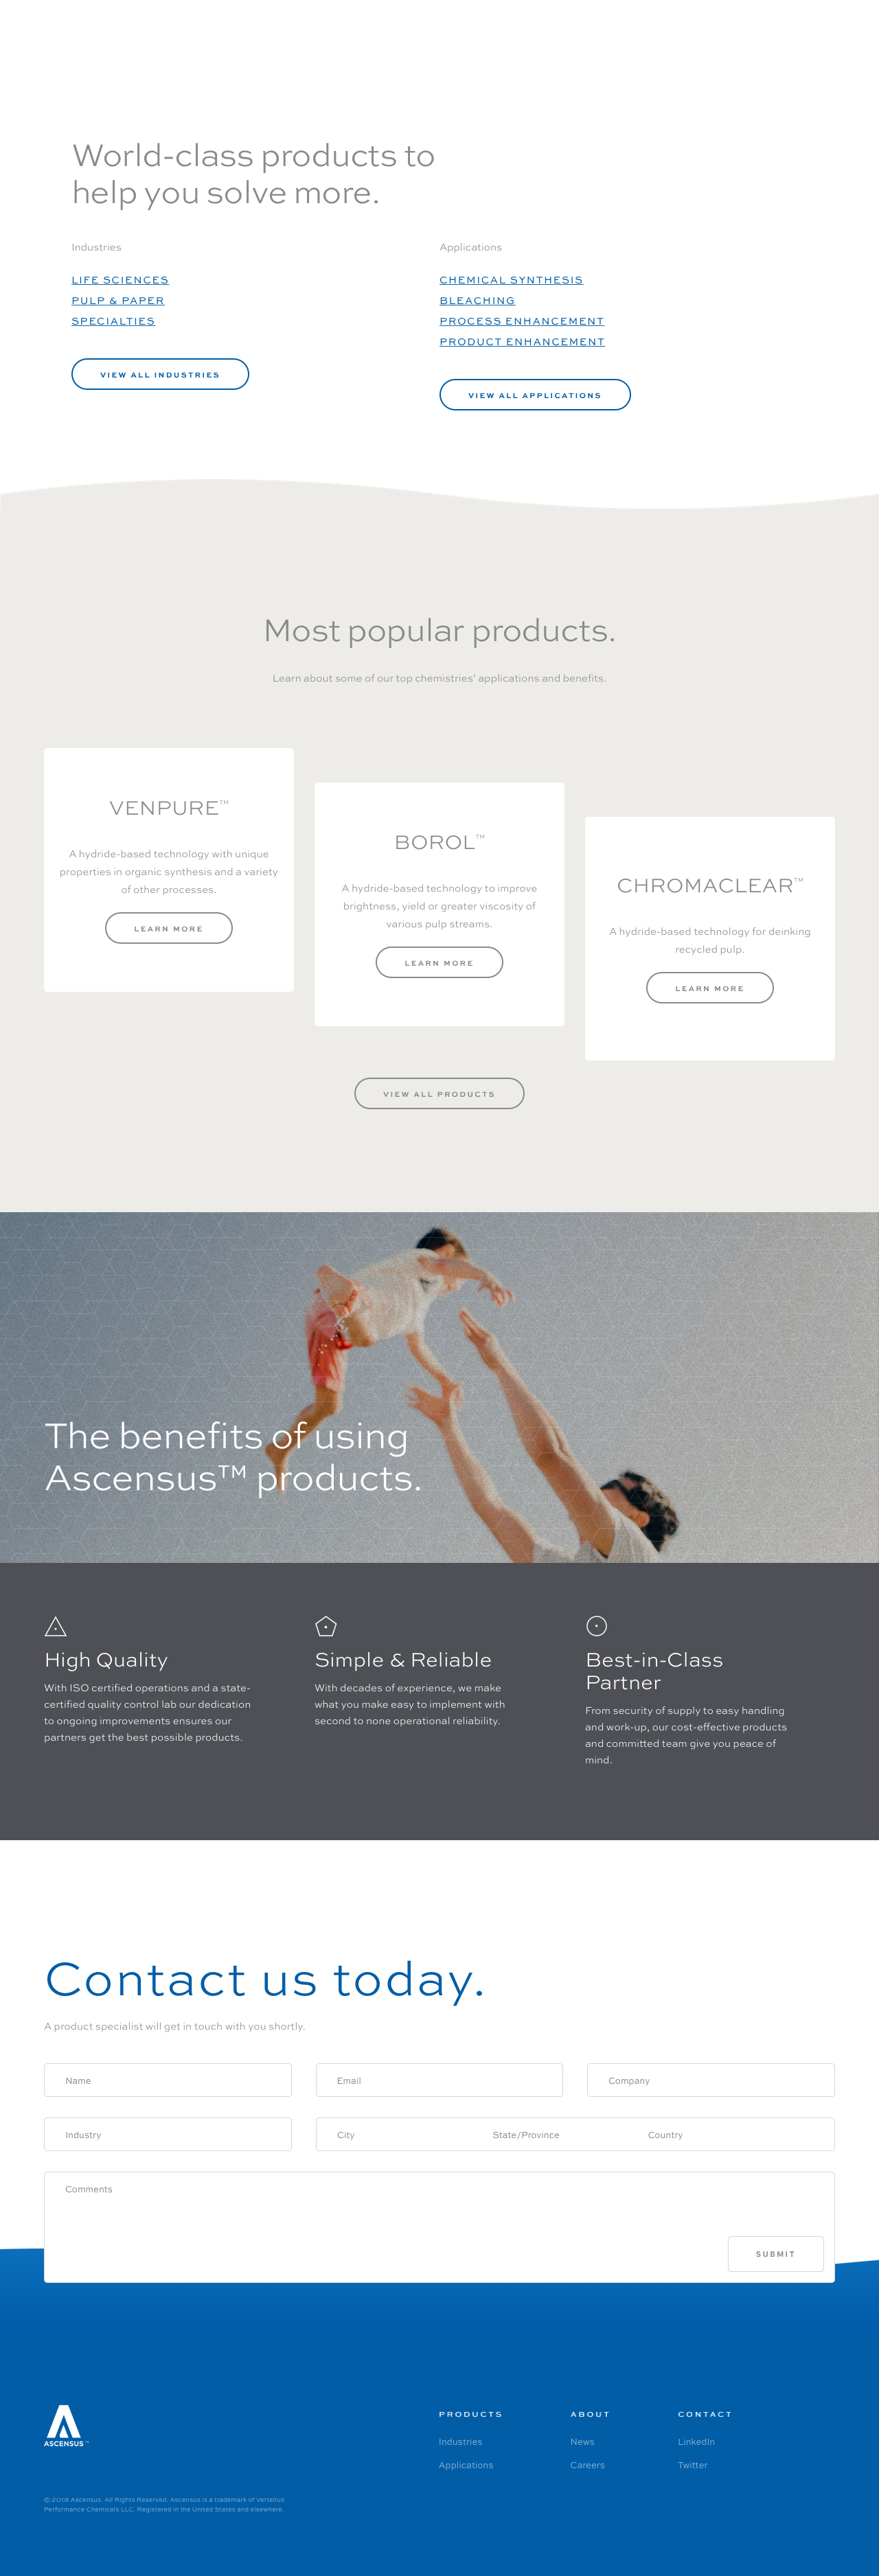 World-class products to
help you solve more.
Industries
LIFE SCIENCES
PULP & PAPER
SPECIALTIES
VIEW ALL INDUSTRIES
Applications
CHEMICAL SYNTHESIS
BLEACHING
PROCESS ENHANCEMENT
PRODUCT ENHANCEMENT
VIEW ALL APPLICATIONS
Most popular products.
Learn about some of our top chemistries' applications and benefits.
VENPURE™
A hydride-based technology with unique
properties in organic synthesis and a variety
of other processes.
LEARN MORE
BOROL™
A hydride-based technology to improve
brightness, yield or greater viscosity of
various pulp streams.
LEARN MORE
CHROMACLEAR™
A hydride-based technology for deinking
recycled pulp.
LEARN MORE
VIEW ALL PRODUCTS
The benefits of using
Ascensus™ products.
High Quality
With ISO certified operations and a state-
certified quality control lab our dedication
to ongoing improvements ensures our
partners get the best possible products.
Simple & Reliable
With decades of experience, we make
what you make easy to implement with
second to none operational reliability.
Best-in-Class
Partner
From security of supply to easy handling
and work-up, our cost-effective products
and committed team give you peace of
mind.
Contact us today.
A product specialist will get in touch with you shortly.
Name
Email
Company
Industry
City
State/Province
Country
Comments
SUBMIT
ASCENSUS™
PRODUCTS
Industries
Applications
ABOUT
News
Careers
CONTACT
LinkedIn
Twitter
© 2018 Ascensus. All Rights Reserved. Ascensus is a trademark of Vertellus
Performance Chemicals LLC. Registered in the United States and elsewhere.